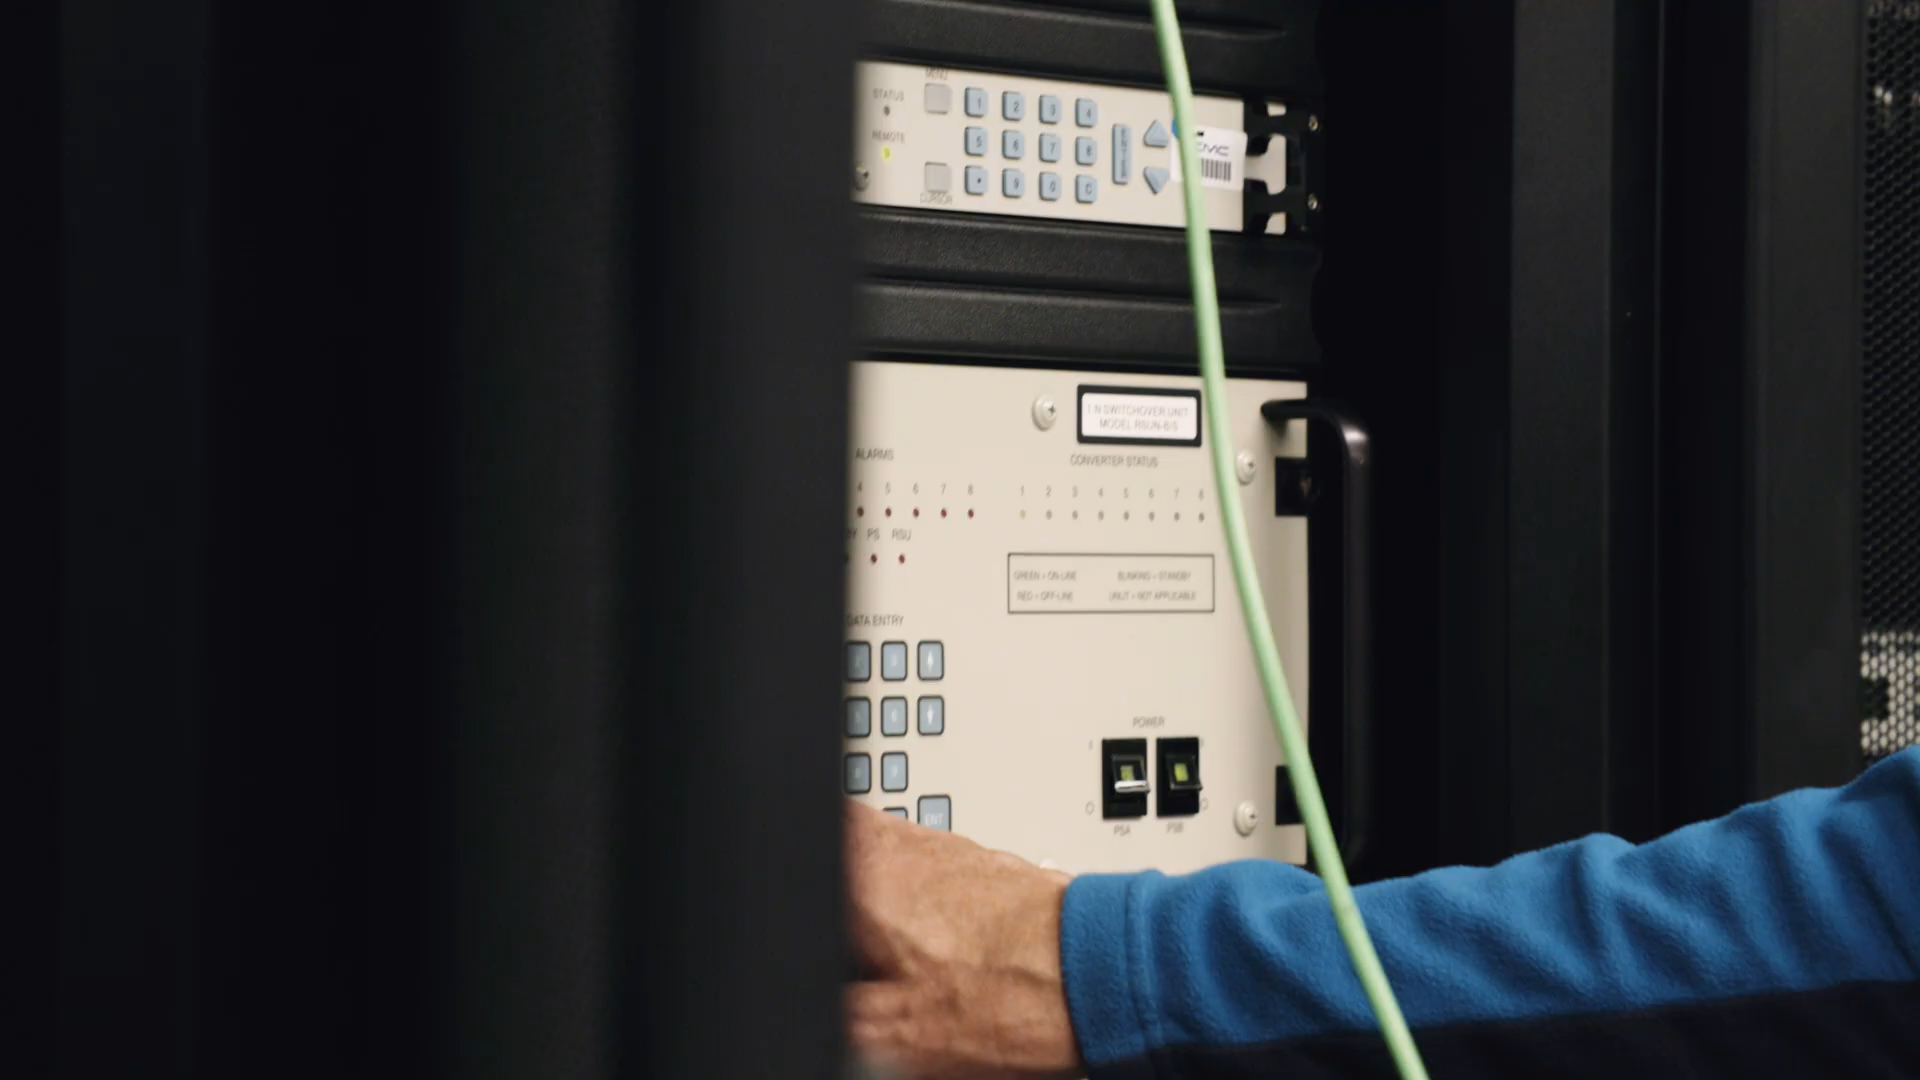 MENU
STATUS
REMOTE
CURSOR
1 2 3 4
5 6 7 8
• 9 0 C
ENTER
CMC
1:N SWITCHOVER UNIT
MODEL RSUN-8/S
ALARMS
4 5 6 7 8
PS RSU
CONVERTER STATUS
1 2 3 4 5 6 7 8
GREEN = ON-LINE BLINKING = STANDBY
RED = OFF-LINE UNLIT = NOT APPLICABLE
DATA ENTRY
ENT
POWER
PSA PSB